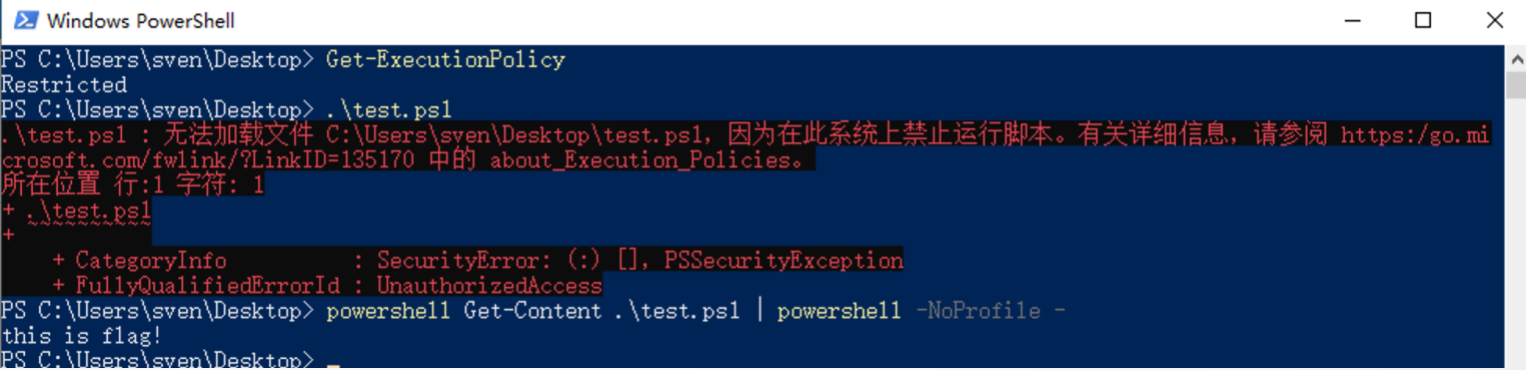 Windows PowerShell
PS C:\Users\sven\Desktop> Get-ExecutionPolicy
Restricted
PS C:\Users\sven\Desktop> .\test.ps1
.\test.ps1 : 无法加载文件 C:\Users\sven\Desktop\test.ps1，因为在此系统上禁止运行脚本。有关详细信息，请参阅 https:/go.mi
crosoft.com/fwlink/?LinkID=135170 中的 about_Execution_Policies。
所在位置 行:1 字符: 1
+ .\test.ps1
+ ~~~~~~~~~~
    + CategoryInfo          : SecurityError: (:) [], PSSecurityException
    + FullyQualifiedErrorId : UnauthorizedAccess
PS C:\Users\sven\Desktop> powershell Get-Content .\test.ps1 | powershell -NoProfile -
this is flag!
PS C:\Users\sven\Desktop> _